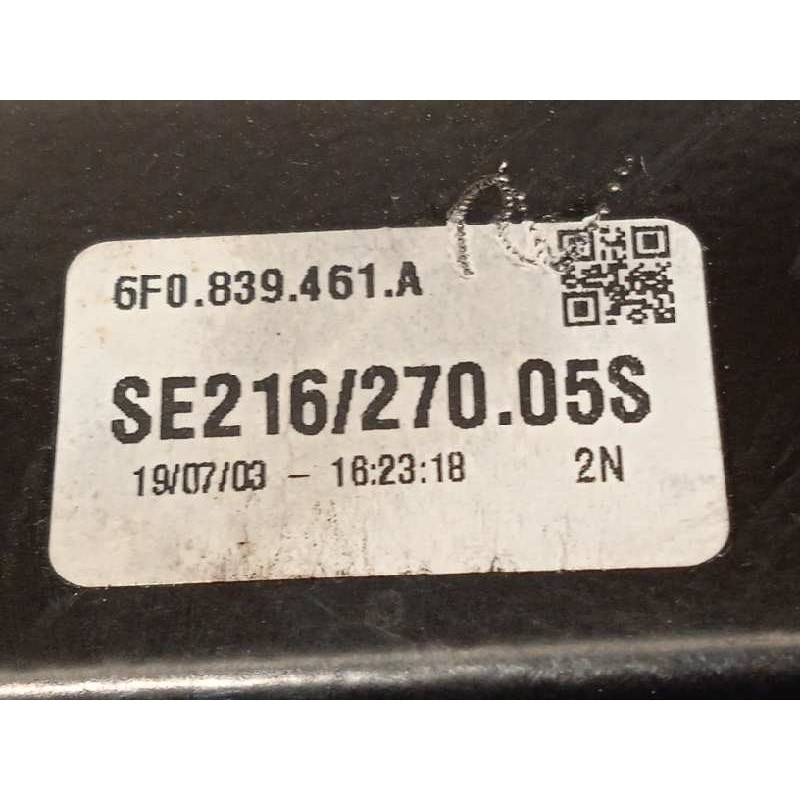 6F0.839.461.A
SE216/270.05S
19/07/03 - 16:23:18 2N